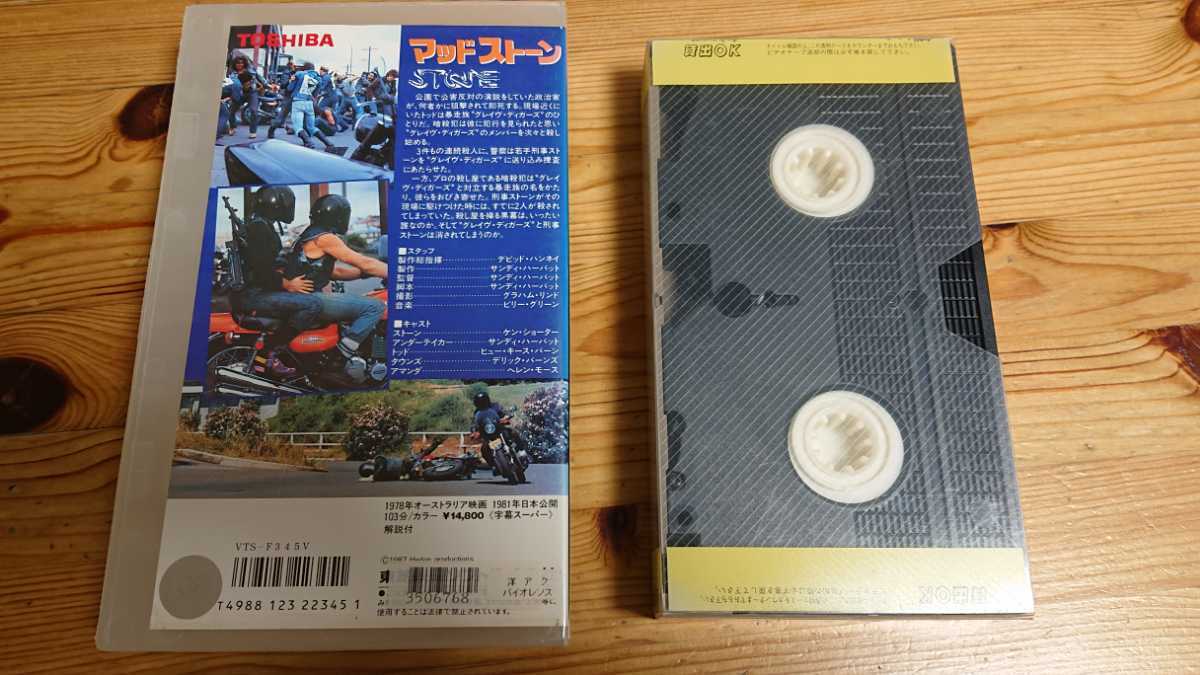 TOSHIBA
マッドストーン
STONE
公園で公害反対の演説をしていた政治家
が、何者かに狙撃されて即死する。現場近くに
いたトッドは暴走族“グレイヴ・ディガーズ”のひ
とりだ。暗殺犯は彼に犯行を見られたと思い
“グレイヴ・ディガーズ”のメンバーを次々と殺し
始める。
3件もの連続殺人に、警察は若手刑事スト
ーンを“グレイヴ・ディガーズ”に送り込み捜査
にあたらせた。
一方、プロの殺し屋である暗殺犯は“グレイ
ヴ・ディガーズ”と対立する暴走族の名をかた
り、彼らをおびき寄せた。刑事ストーンがその
現場に駆けつけた時には、すでに2人が殺され
てしまっていた。殺し屋を操る黒幕は、いったい
誰なのか。そして“グレイヴ・ディガーズ”と刑事
ストーンは消されてしまうのか。
■スタッフ
製作総指揮 デビッド・ハンネイ
製作 サンディ・ハーバット
監督 サンディ・ハーバット
脚本 サンディ・ハーバット
撮影 グラハム・リンド
音楽 ビリー・グリーン
■キャスト
ストーン ケン・ショーター
アンダーテイカー サンディ・ハーバット
トッド ヒュー・キース・バーン
タウンズ デリック・バーンズ
アマンダ ヘレン・モース
1978年オーストラリア映画 1981年日本公開
103分/カラー ¥14,800〈字幕スーパー〉
解説付
VTS-F345V
productions
3506768
洋アク
バイオレンス
T4988 123 22345 1
使用することは法律で禁止されています。
貸出OK
貸出OK